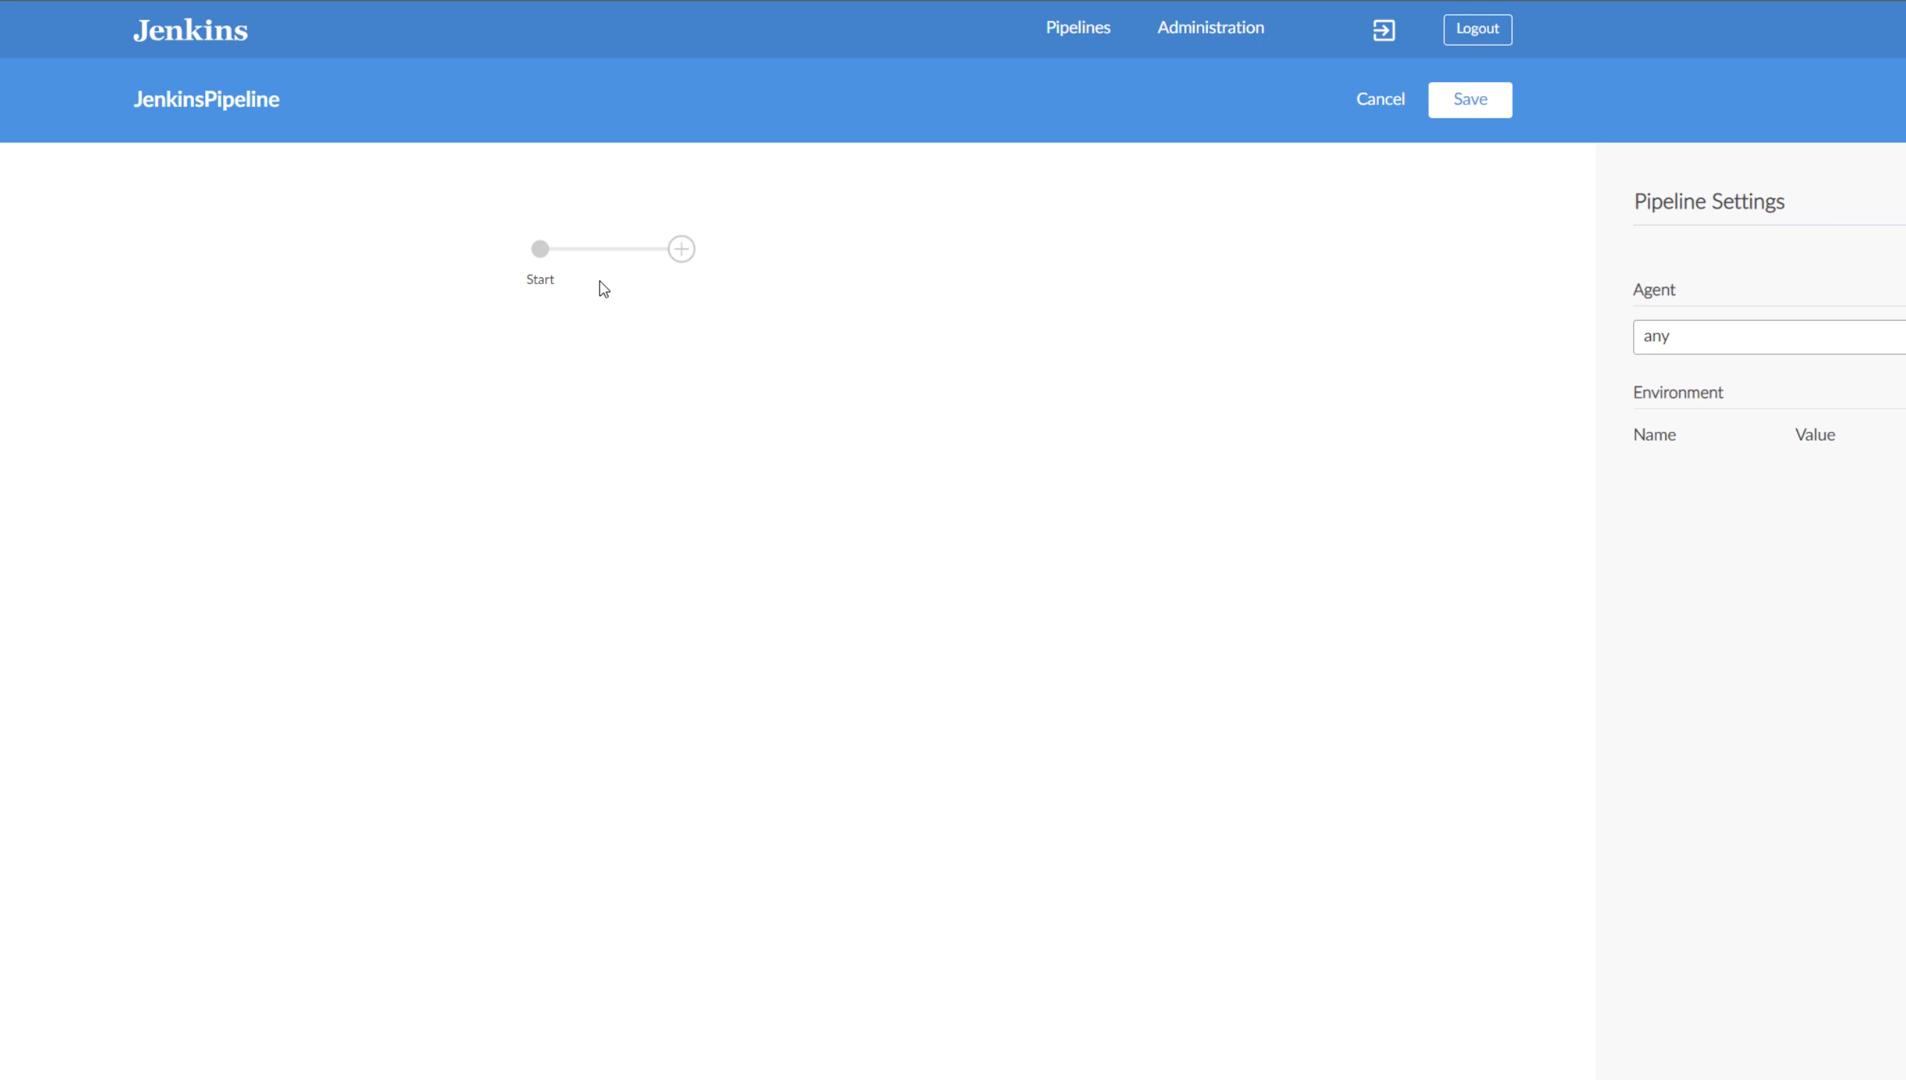 Jenkins
Pipelines
Administration
Logout
JenkinsPipeline
Cancel
Save
Start
Pipeline Settings
Agent
any
Environment
Name
Value